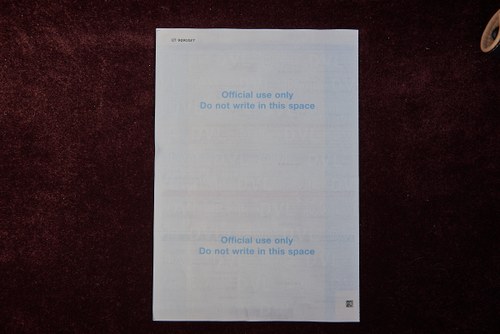 Official use only
Do not write in this space
Official use only
Do not write in this space